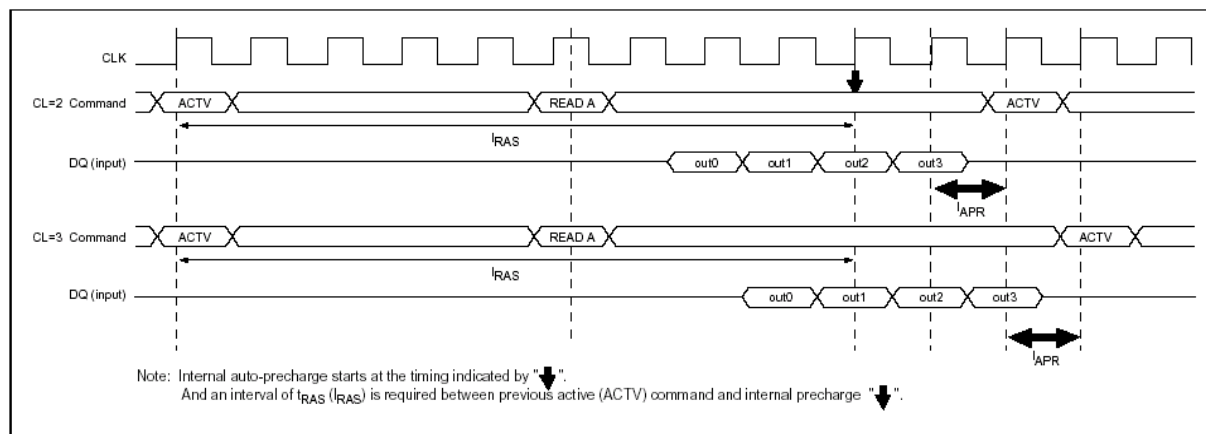 CLK
CL=2 Command ACTV READ A ACTV
lRAS
DQ (input) out0 out1 out2 out3
lAPR
CL=3 Command ACTV READ A ACTV
lRAS
DQ (input) out0 out1 out2 out3
lAPR
Note: Internal auto-precharge starts at the timing indicated by " ".
And an interval of tRAS (lRAS) is required between previous active (ACTV) command and internal precharge " ".